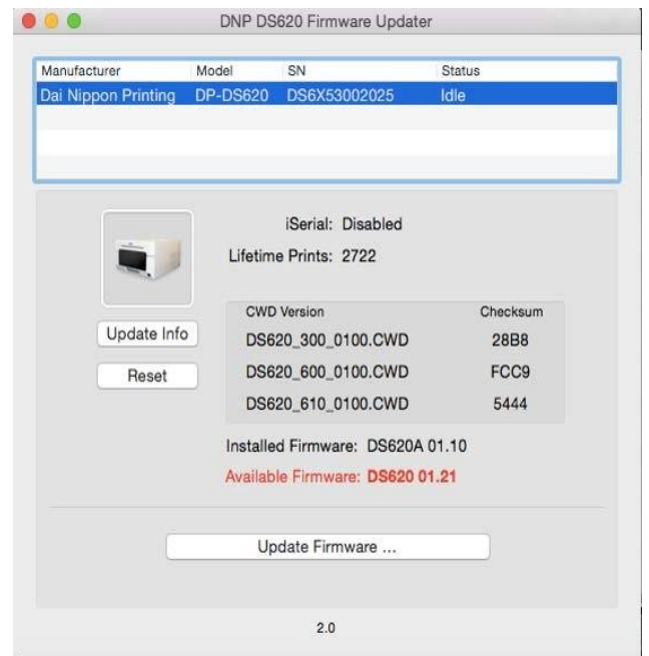 DNP DS620 Firmware Updater
Manufacturer Model SN Status
Dai Nippon Printing DP-DS620 DS6X53002025 Idle
iSerial: Disabled
Lifetime Prints: 2722
CWD Version Checksum
DS620_300_0100.CWD 28B8
DS620_600_0100.CWD FCC9
DS620_610_0100.CWD 5444
Update Info
Reset
Installed Firmware: DS620A 01.10
Available Firmware: DS620 01.21
Update Firmware ...
2.0